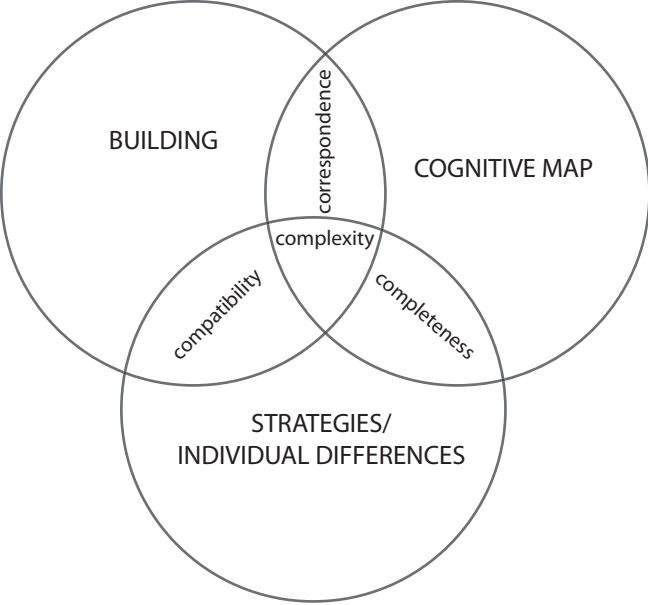 BUILDING
correspondence
COGNITIVE MAP
complexity
compatibility
completeness
STRATEGIES/
INDIVIDUAL DIFFERENCES